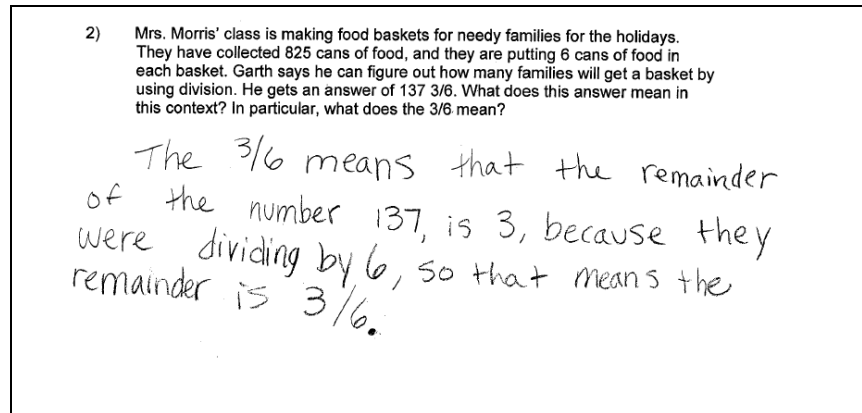 2) Mrs. Morris' class is making food baskets for needy families for the holidays.
They have collected 825 cans of food, and they are putting 6 cans of food in
each basket. Garth says he can figure out how many families will get a basket by
using division. He gets an answer of 137 3/6. What does this answer mean in
this context? In particular, what does the 3/6 mean?
The 3/6 means that the remainder
of the number 137, is 3, because they
were dividing by 6, so that means the
remainder is 3/6.